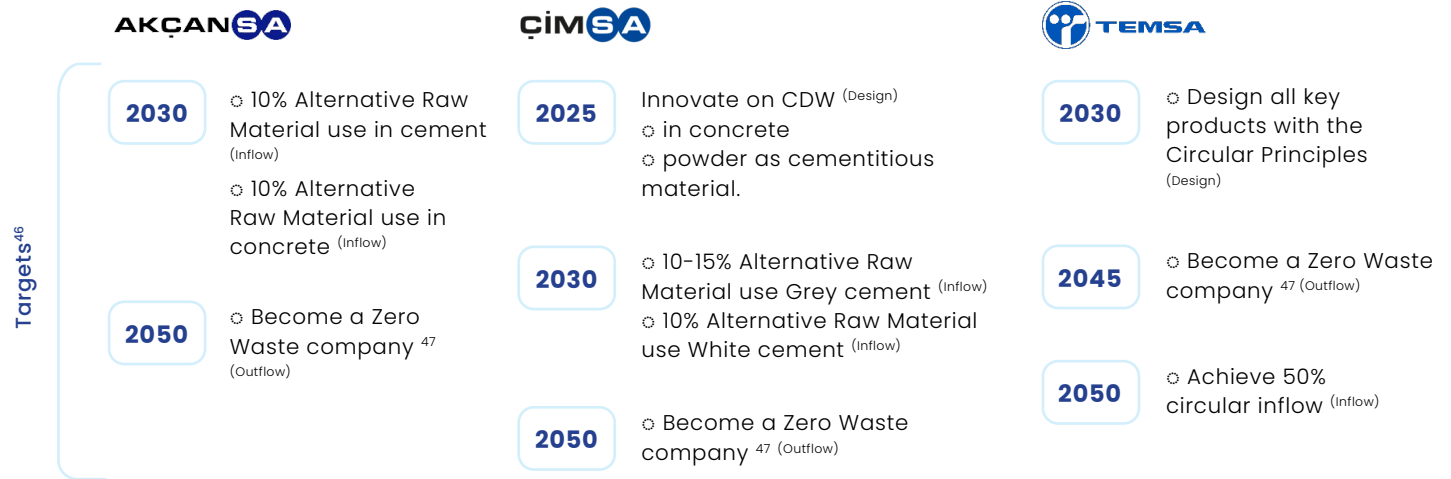 AKÇANSA
2030
◌ 10% Alternative Raw
Material use in cement
(Inflow)
◌ 10% Alternative
Raw Material use in
concrete (Inflow)
2050
◌ Become a Zero
Waste company 47
(Outflow)
ÇİMSA
2025
Innovate on CDW (Design)
◌ in concrete
◌ powder as cementitious
material.
2030
◌ 10-15% Alternative Raw
Material use Grey cement (Inflow)
◌ 10% Alternative Raw Material
use White cement (Inflow)
2050
◌ Become a Zero Waste
company 47 (Outflow)
TEMSA
2030
◌ Design all key
products with the
Circular Principles
(Design)
2045
◌ Become a Zero Waste
company 47 (Outflow)
2050
◌ Achieve 50%
circular inflow (Inflow)
Targets46